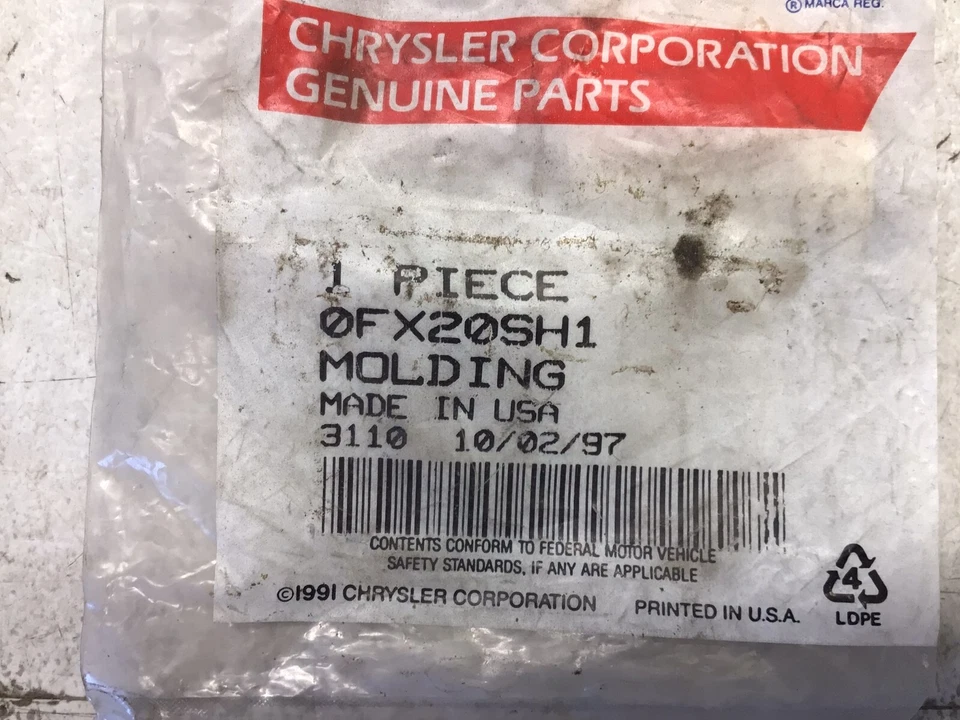 ® MARCA REG.
CHRYSLER CORPORATION
GENUINE PARTS
1 PIECE
0FX20SH1
MOLDING
MADE IN USA
3110 10/02/97
CONTENTS CONFORM TO FEDERAL MOTOR VEHICLE
SAFETY STANDARDS, IF ANY ARE APPLICABLE
©1991 CHRYSLER CORPORATION PRINTED IN U.S.A.
4
LDPE